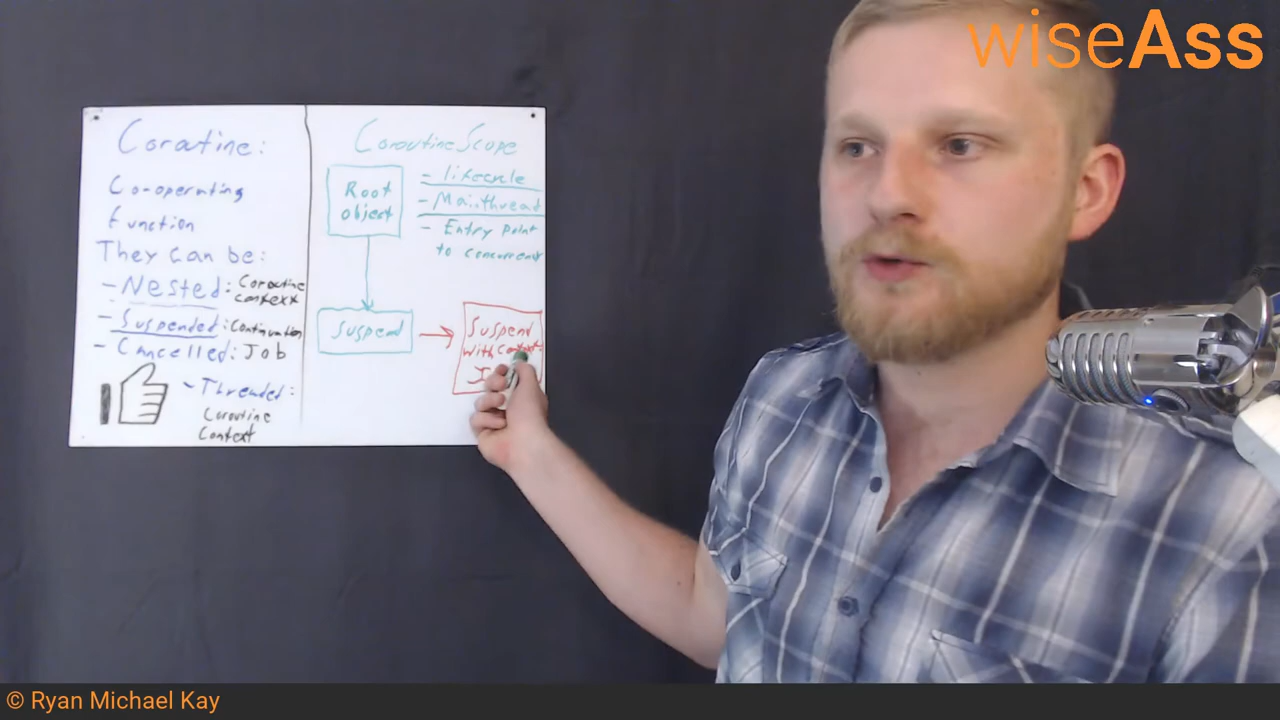 wiseAss
Coroutine:
Co-operating
Function
They can be:
- Nested: Coroutine
context
- Suspended: Continuation
- Cancelled: Job
- Threaded:
Coroutine
Context
CoroutineScope
Root
object
- lifecycle
- Mainthread
- Entry Point
to concurrent
Suspend
Suspend
with
© Ryan Michael Kay